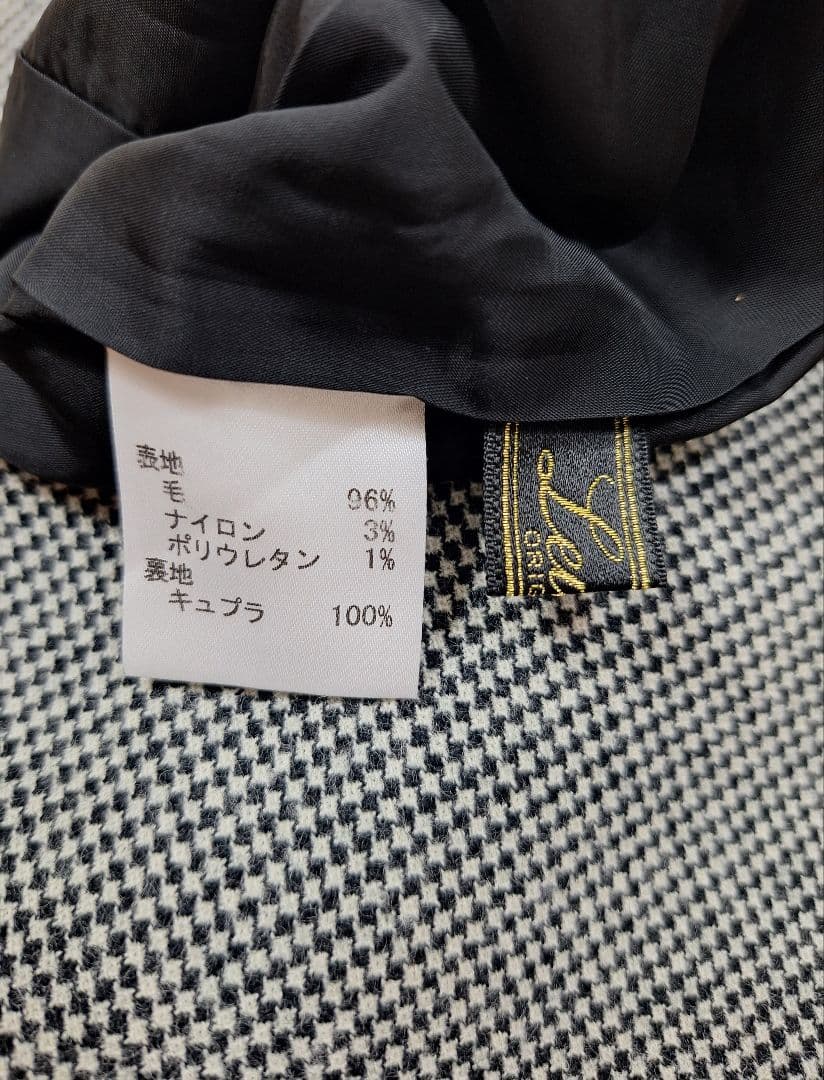 表地
毛 96%
ナイロン 3%
ポリウレタン 1%
裏地
キュプラ 100%